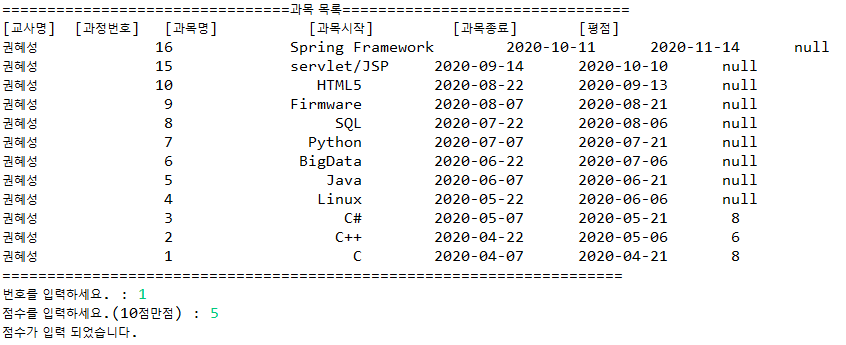 ================================과목 목록================================
[교사명] [과정번호] [과목명] [과목시작] [과목종료] [평점]
권혜성 16 Spring Framework 2020-10-11 2020-11-14 null
권혜성 15 servlet/JSP 2020-09-14 2020-10-10 null
권혜성 10 HTML5 2020-08-22 2020-09-13 null
권혜성 9 Firmware 2020-08-07 2020-08-21 null
권혜성 8 SQL 2020-07-22 2020-08-06 null
권혜성 7 Python 2020-07-07 2020-07-21 null
권혜성 6 BigData 2020-06-22 2020-07-06 null
권혜성 5 Java 2020-06-07 2020-06-21 null
권혜성 4 Linux 2020-05-22 2020-06-06 null
권혜성 3 C# 2020-05-07 2020-05-21 8
권혜성 2 C++ 2020-04-22 2020-05-06 6
권혜성 1 C 2020-04-07 2020-04-21 8
=====================================================================
번호를 입력하세요. : 1
점수를 입력하세요.(10점만점) : 5
점수가 입력 되었습니다.